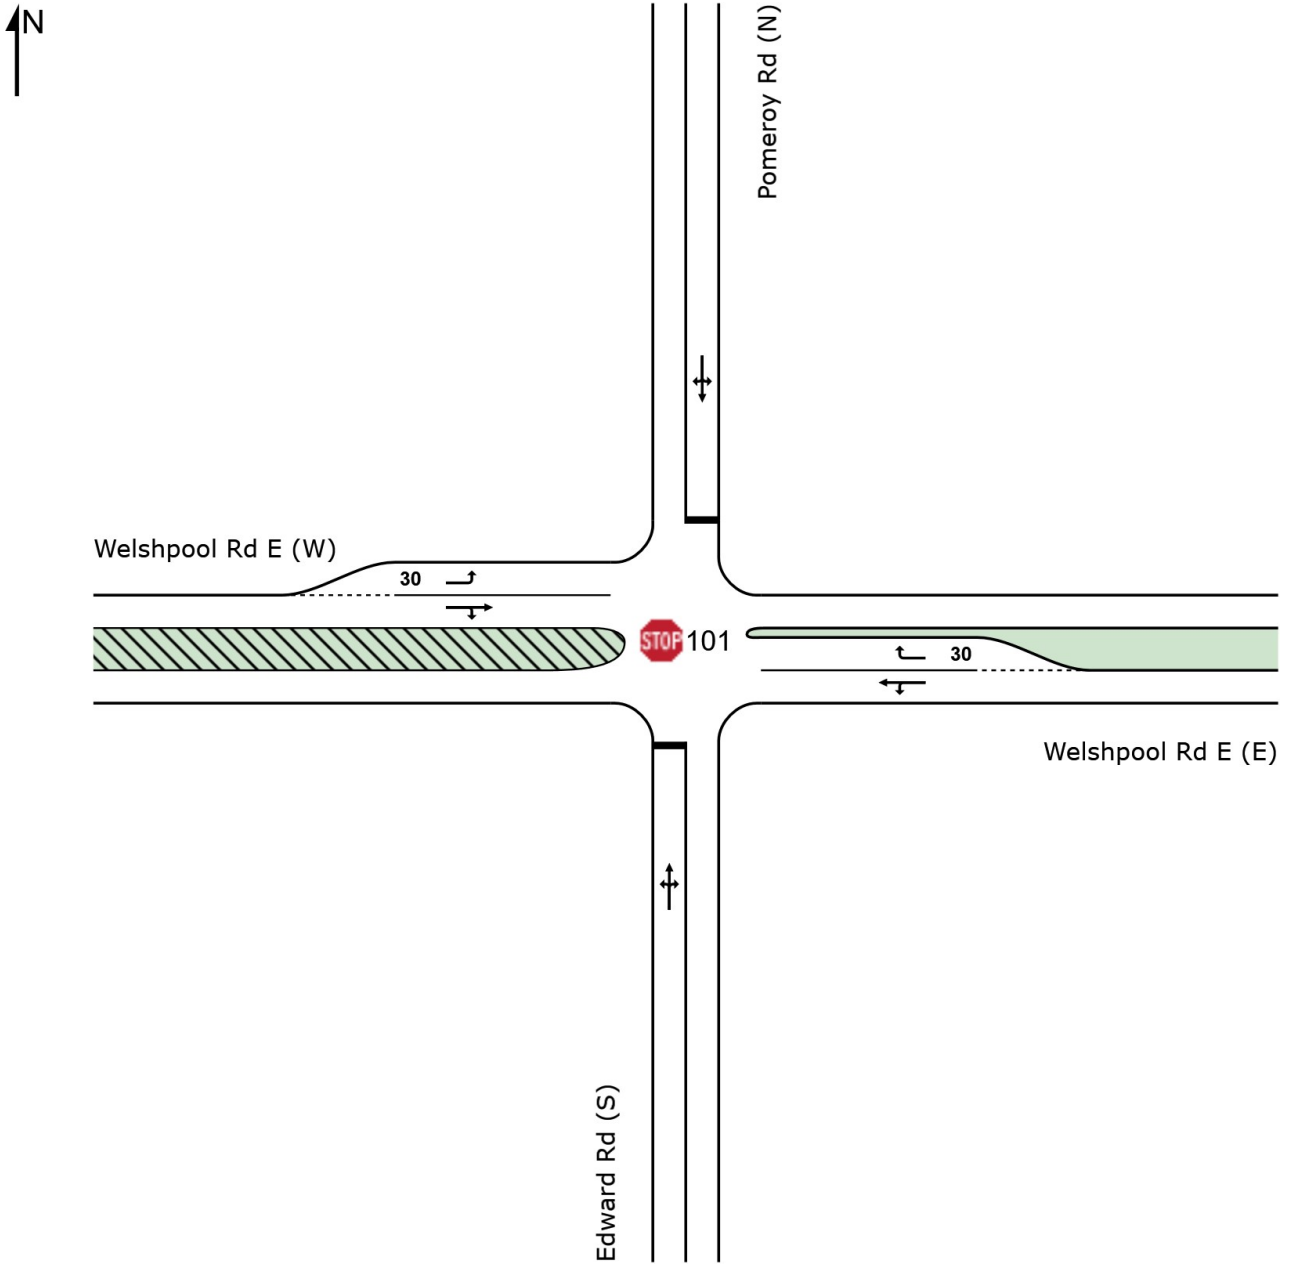 N
Pomeroy Rd (N)
Welshpool Rd E (W)
30
STOP 101
30
Welshpool Rd E (E)
Edward Rd (S)